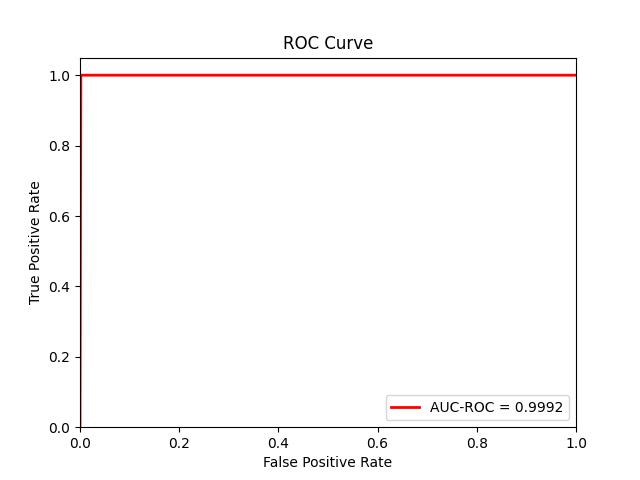 ROC Curve
True Positive Rate
1.0
0.8
0.6
0.4
0.2
0.0
AUC-ROC = 0.9992
0.0 0.2 0.4 0.6 0.8 1.0
False Positive Rate